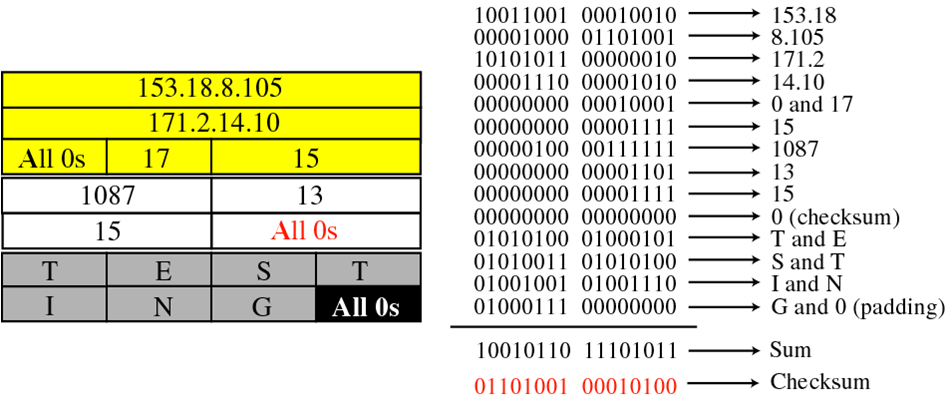 153.18.8.105
171.2.14.10
All 0s 17 15
1087 13
15 All 0s
T E S T
I N G All 0s
10011001 00010010 153.18
00001000 01101001 8.105
10101011 00000010 171.2
00001110 00001010 14.10
00000000 00010001 0 and 17
00000000 00001111 15
00000100 00111111 1087
00000000 00001101 13
00000000 00001111 15
00000000 00000000 0 (checksum)
01010100 01000101 T and E
01010011 01010100 S and T
01001001 01001110 I and N
01000111 00000000 G and 0 (padding)
10010110 11101011 Sum
01101001 00010100 Checksum